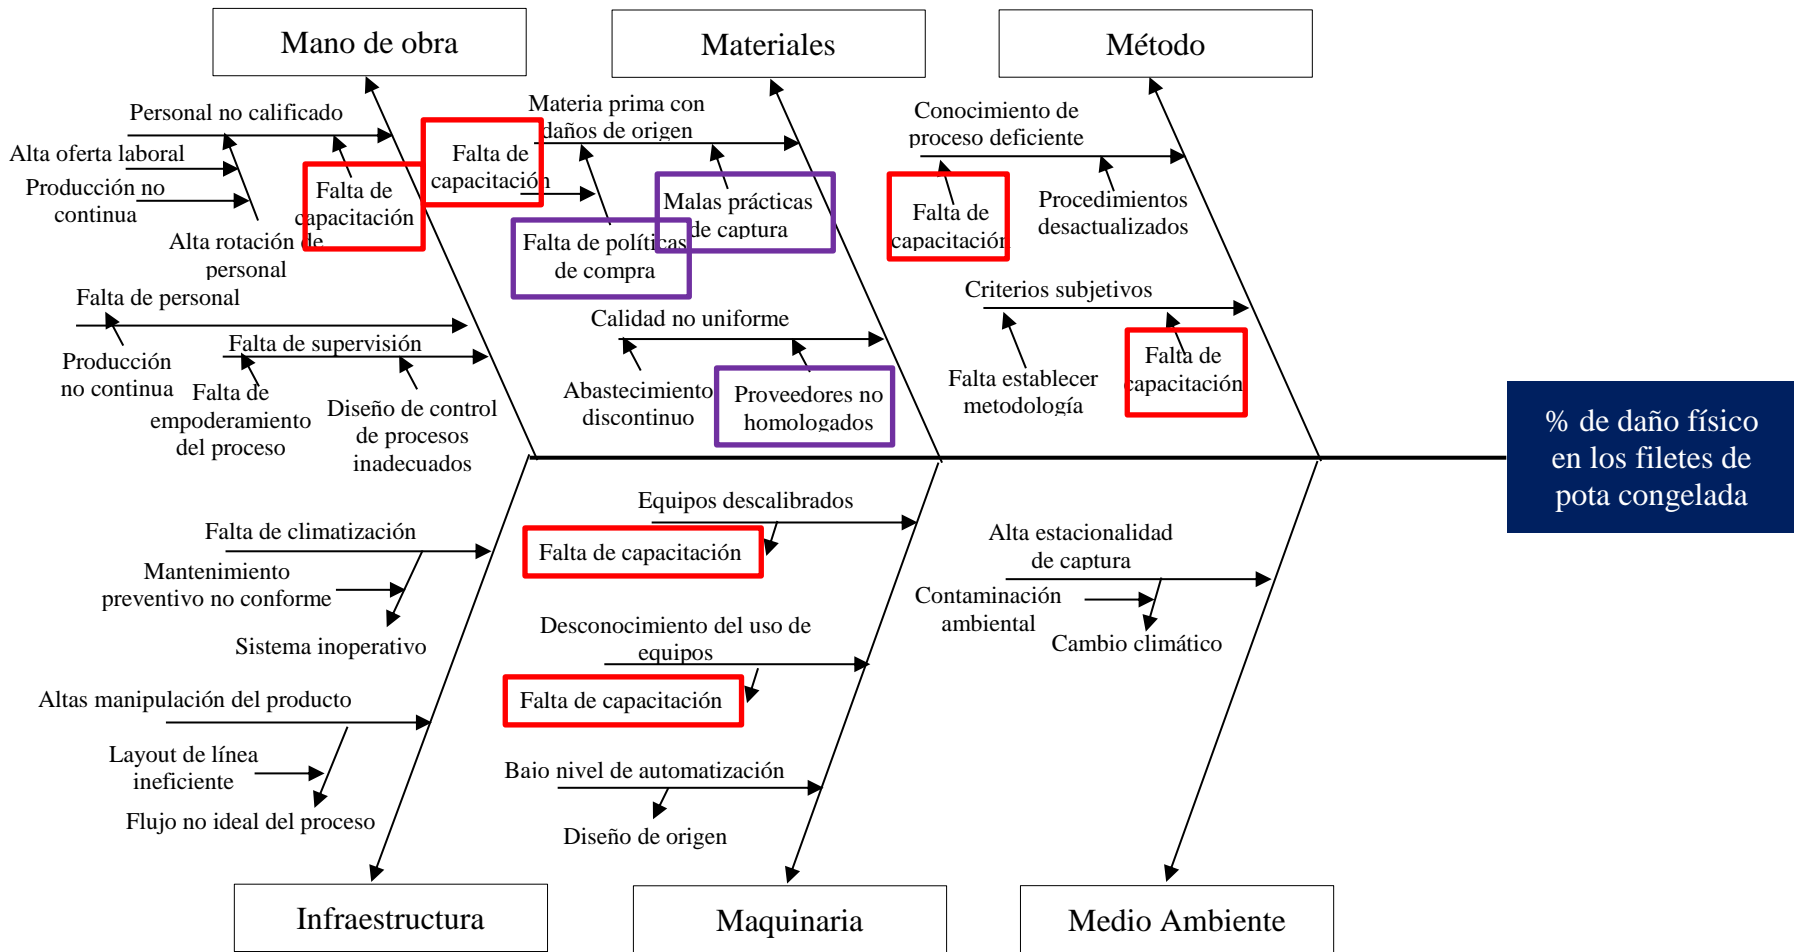 Mano de obra
Materiales
Método
Personal no calificado
Alta oferta laboral
Producción no
continua
Alta rotación de
personal
Falta de
capacitación
Falta de personal
Producción
no continua
Falta de supervisión
Falta de
empoderamiento
del proceso
Diseño de control
de procesos
inadecuados
Materia prima con
daños de origen
Falta de
capacitación
Falta de políticas
de compra
Malas prácticas
de captura
Calidad no uniforme
Abastecimiento
discontinuo
Proveedores no
homologados
Conocimiento de
proceso deficiente
Falta de
capacitación
Procedimientos
desactualizados
Criterios subjetivos
Falta establecer
metodología
Falta de
capacitación
% de daño físico
en los filetes de
pota congelada
Falta de climatización
Mantenimiento
preventivo no conforme
Sistema inoperativo
Altas manipulación del producto
Layout de línea
ineficiente
Flujo no ideal del proceso
Equipos descalibrados
Falta de capacitación
Desconocimiento del uso de
equipos
Falta de capacitación
Bajo nivel de automatización
Diseño de origen
Alta estacionalidad
de captura
Contaminación
ambiental
Cambio climático
Infraestructura
Maquinaria
Medio Ambiente